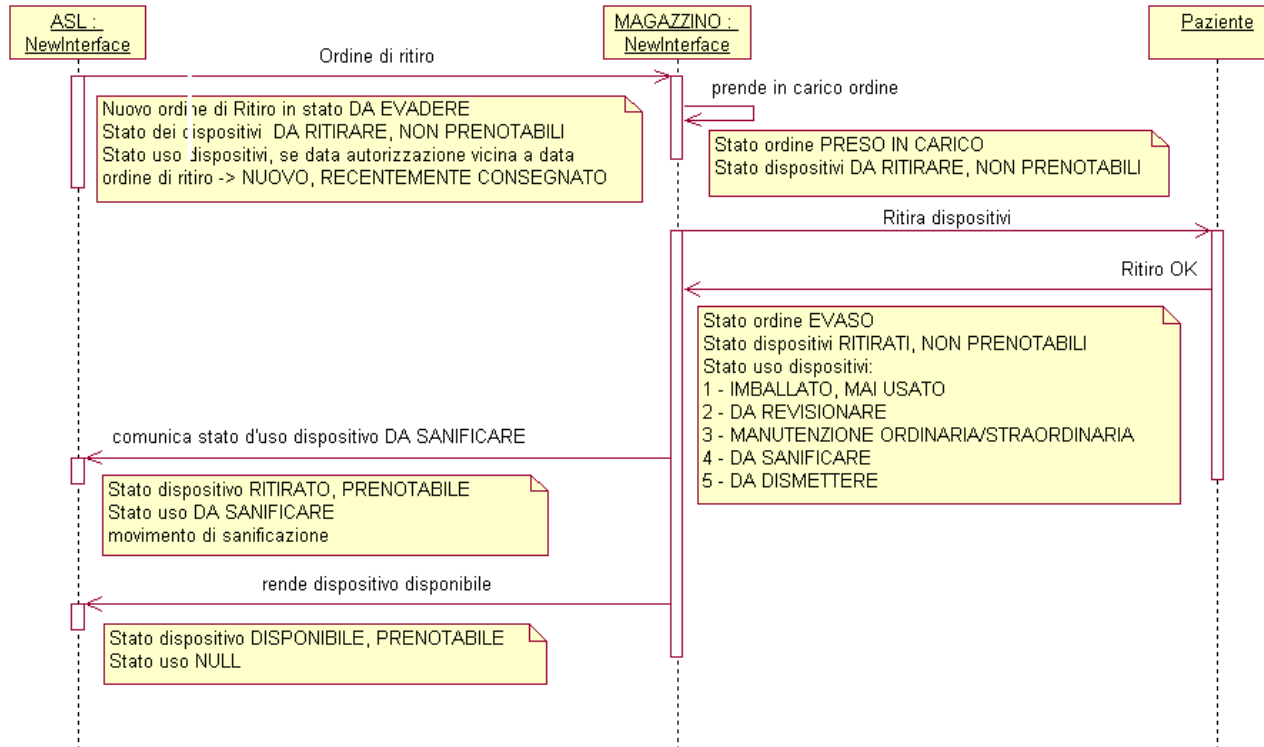 ASL :
NewInterface
MAGAZZINO :
NewInterface
Paziente
Ordine di ritiro
Nuovo ordine di Ritiro in stato DA EVADERE
Stato dei dispositivi DA RITIRARE, NON PRENOTABILI
Stato uso dispositivi, se data autorizzazione vicina a data
ordine di ritiro -> NUOVO, RECENTEMENTE CONSEGNATO
prende in carico ordine
Stato ordine PRESO IN CARICO
Stato dispositivi DA RITIRARE, NON PRENOTABILI
Ritira dispositivi
Ritiro OK
Stato ordine EVASO
Stato dispositivi RITIRATI, NON PRENOTABILI
Stato uso dispositivi:
1 - IMBALLATO, MAI USATO
2 - DA REVISIONARE
3 - MANUTENZIONE ORDINARIA/STRAORDINARIA
4 - DA SANIFICARE
5 - DA DISMETTERE
comunica stato d'uso dispositivo DA SANIFICARE
Stato dispositivo RITIRATO, PRENOTABILE
Stato uso DA SANIFICARE
movimento di sanificazione
rende dispositivo disponibile
Stato dispositivo DISPONIBILE, PRENOTABILE
Stato uso NULL